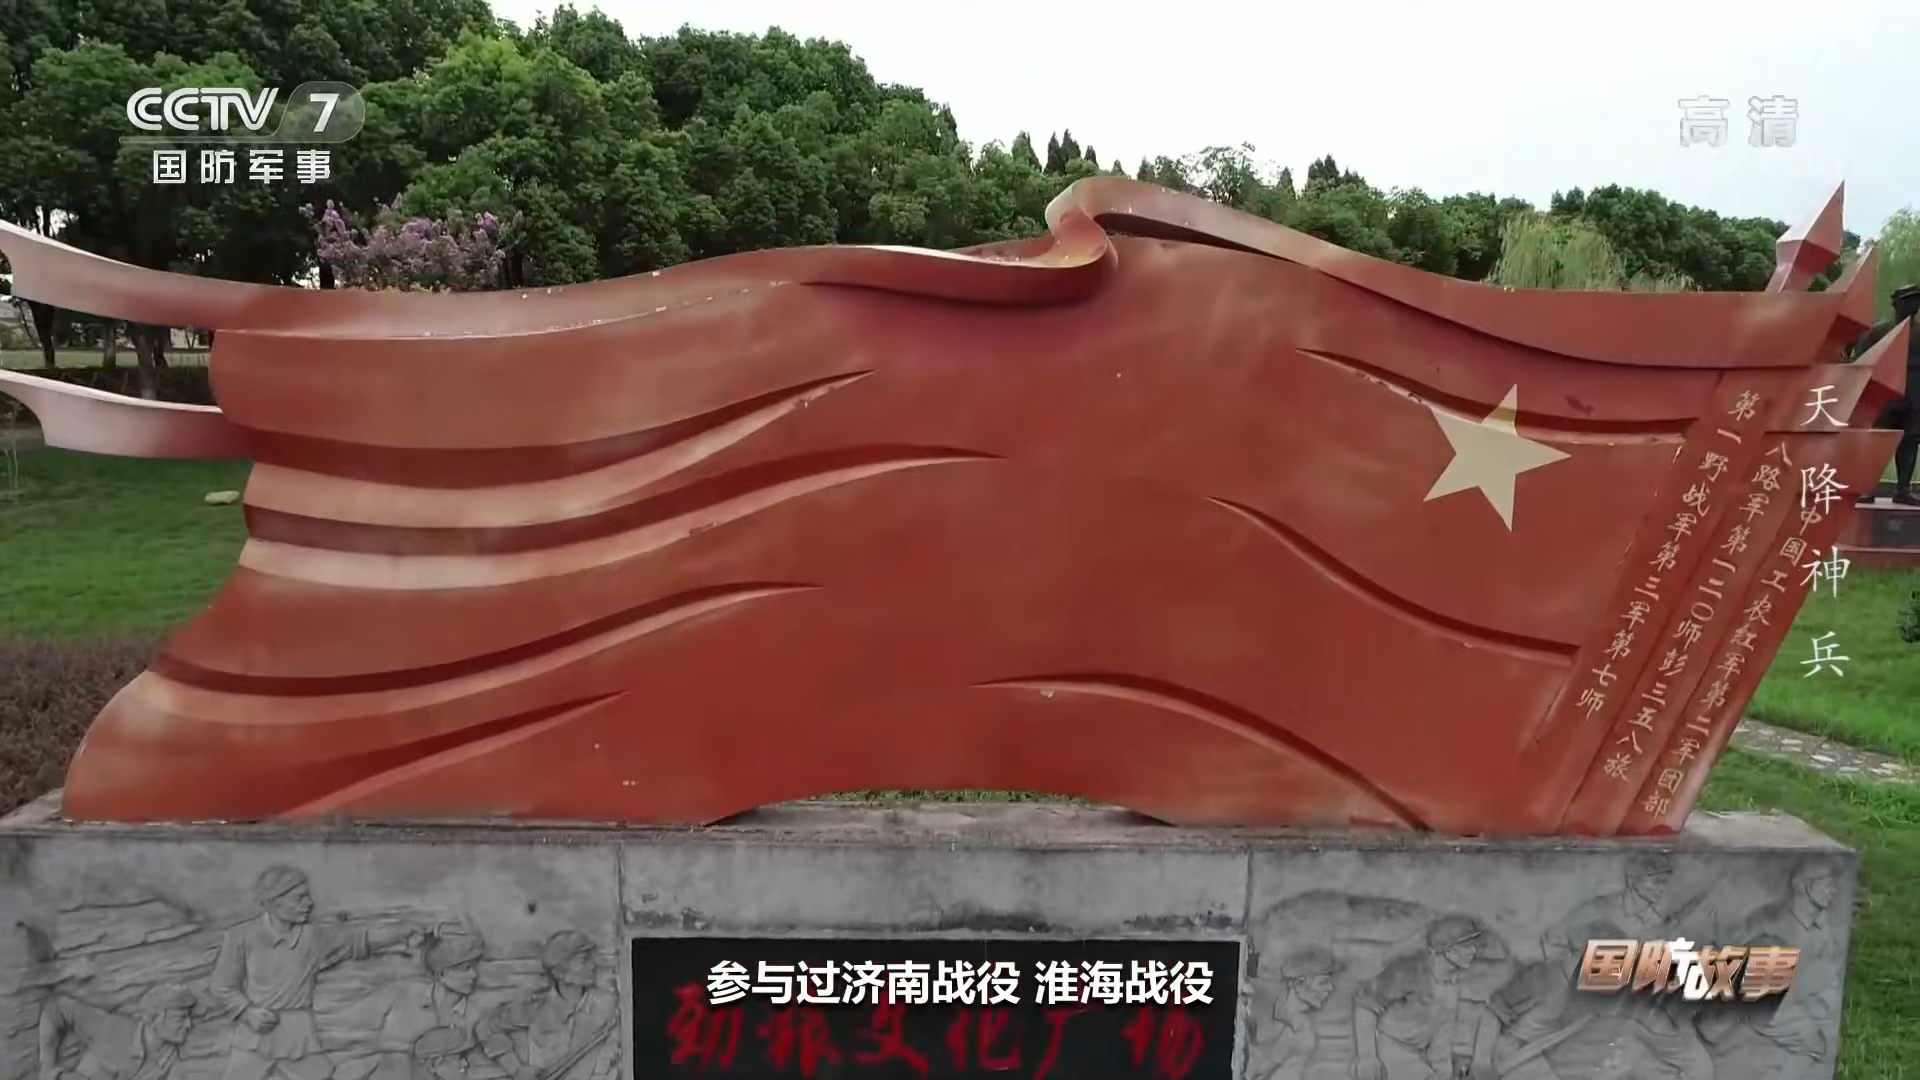 CCTV 7
国防军事
高清
天降神兵
第一野战军第三军第七师
八路军第一二〇师彭三五八旅
中国工农红军第二军团部
参与过济南战役 淮海战役
劲旅文化广场
国防故事